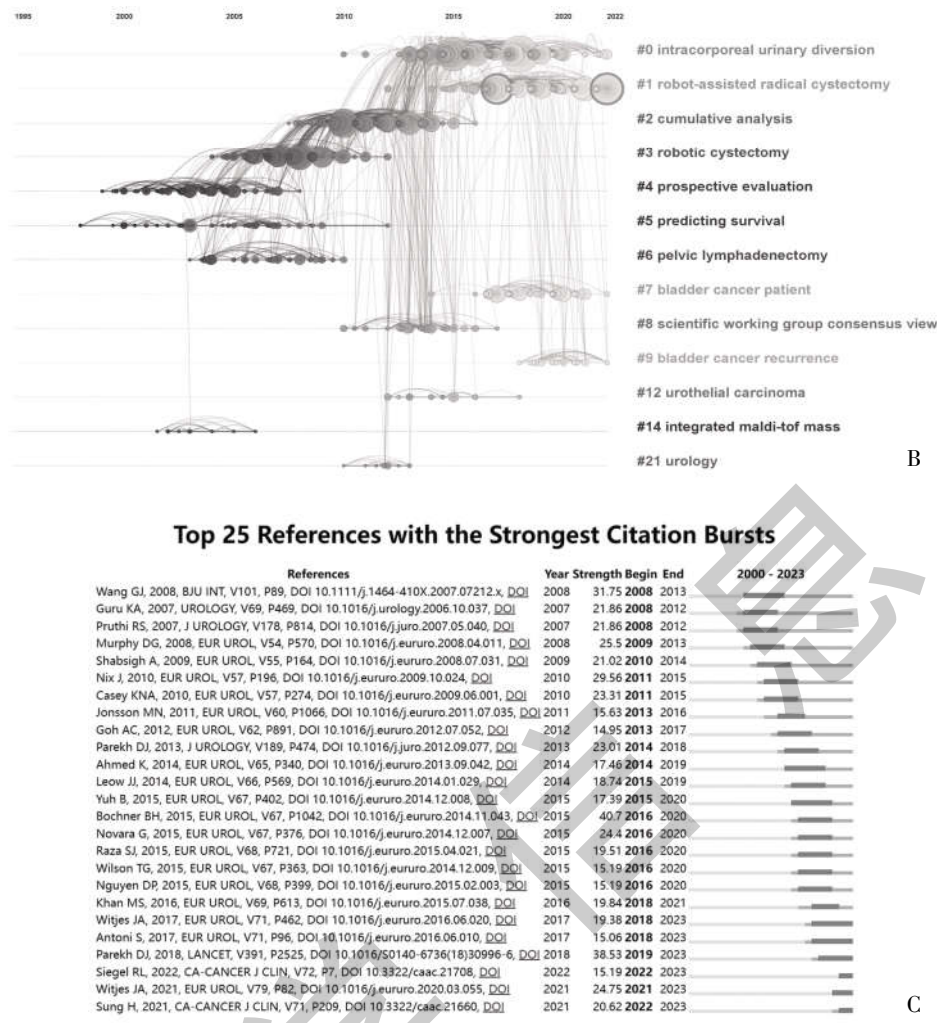 1995 2000 2005 2010 2015 2020 2022
#0 intracorporeal urinary diversion
#1 robot-assisted radical cystectomy
#2 cumulative analysis
#3 robotic cystectomy
#4 prospective evaluation
#5 predicting survival
#6 pelvic lymphadenectomy
#7 bladder cancer patient
#8 scientific working group consensus view
#9 bladder cancer recurrence
#12 urothelial carcinoma
#14 integrated maldi-tof mass
#21 urology
B
Top 25 References with the Strongest Citation Bursts
References Year Strength Begin End 2000 - 2023
Wang GJ, 2008, BJU INT, V101, P89, DOI 10.1111/j.1464-410X.2007.07212.x, DOI 2008 31.75 2008 2013
Guru KA, 2007, UROLOGY, V69, P469, DOI 10.1016/j.urology.2006.10.037, DOI 2007 21.86 2008 2012
Pruthi RS, 2007, J UROLOGY, V178, P814, DOI 10.1016/j.juro.2007.05.040, DOI 2007 21.86 2008 2012
Murphy DG, 2008, EUR UROL, V54, P570, DOI 10.1016/j.eururo.2008.04.011, DOI 2008 25.5 2009 2013
Shabsigh A, 2009, EUR UROL, V55, P164, DOI 10.1016/j.eururo.2008.07.031, DOI 2009 21.02 2010 2014
Nix J, 2010, EUR UROL, V57, P196, DOI 10.1016/j.eururo.2009.10.024, DOI 2010 29.56 2011 2015
Casey KNA, 2010, EUR UROL, V57, P274, DOI 10.1016/j.eururo.2009.06.001, DOI 2010 23.31 2011 2015
Jonsson MN, 2011, EUR UROL, V60, P1066, DOI 10.1016/j.eururo.2011.07.035, DOI 2011 15.63 2013 2016
Goh AC, 2012, EUR UROL, V62, P891, DOI 10.1016/j.eururo.2012.07.052, DOI 2012 14.95 2013 2017
Parekh DJ, 2013, J UROLOGY, V189, P474, DOI 10.1016/j.juro.2012.09.077, DOI 2013 23.01 2014 2018
Ahmed K, 2014, EUR UROL, V65, P340, DOI 10.1016/j.eururo.2013.09.042, DOI 2014 17.46 2014 2019
Leow JJ, 2014, EUR UROL, V66, P569, DOI 10.1016/j.eururo.2014.01.029, DOI 2014 18.74 2015 2019
Yuh B, 2015, EUR UROL, V67, P402, DOI 10.1016/j.eururo.2014.12.008, DOI 2015 17.39 2015 2020
Bochner BH, 2015, EUR UROL, V67, P1042, DOI 10.1016/j.eururo.2014.11.043, DOI 2015 40.7 2016 2020
Novara G, 2015, EUR UROL, V67, P376, DOI 10.1016/j.eururo.2014.12.007, DOI 2015 24.4 2016 2020
Raza SJ, 2015, EUR UROL, V68, P721, DOI 10.1016/j.eururo.2015.04.021, DOI 2015 19.51 2016 2020
Wilson TG, 2015, EUR UROL, V67, P363, DOI 10.1016/j.eururo.2014.12.009, DOI 2015 15.19 2016 2020
Nguyen DP, 2015, EUR UROL, V68, P399, DOI 10.1016/j.eururo.2015.02.003, DOI 2015 15.19 2016 2020
Khan MS, 2016, EUR UROL, V69, P613, DOI 10.1016/j.eururo.2015.07.038, DOI 2016 19.84 2018 2021
Witjes JA, 2017, EUR UROL, V71, P462, DOI 10.1016/j.eururo.2016.06.020, DOI 2017 19.38 2018 2023
Antoni S, 2017, EUR UROL, V71, P96, DOI 10.1016/j.eururo.2016.06.010, DOI 2017 15.06 2018 2023
Parekh DJ, 2018, LANCET, V391, P2525, DOI 10.1016/S0140-6736(18)30996-6, DOI 2018 38.53 2019 2023
Siegel RL, 2022, CA-CANCER J CLIN, V72, P7, DOI 10.3322/caac.21708, DOI 2022 15.19 2022 2023
Witjes JA, 2021, EUR UROL, V79, P82, DOI 10.1016/j.eururo.2020.03.055, DOI 2021 24.75 2021 2023
Sung H, 2021, CA-CANCER J CLIN, V71, P209, DOI 10.3322/caac.21660, DOI 2021 20.62 2022 2023
C
信息